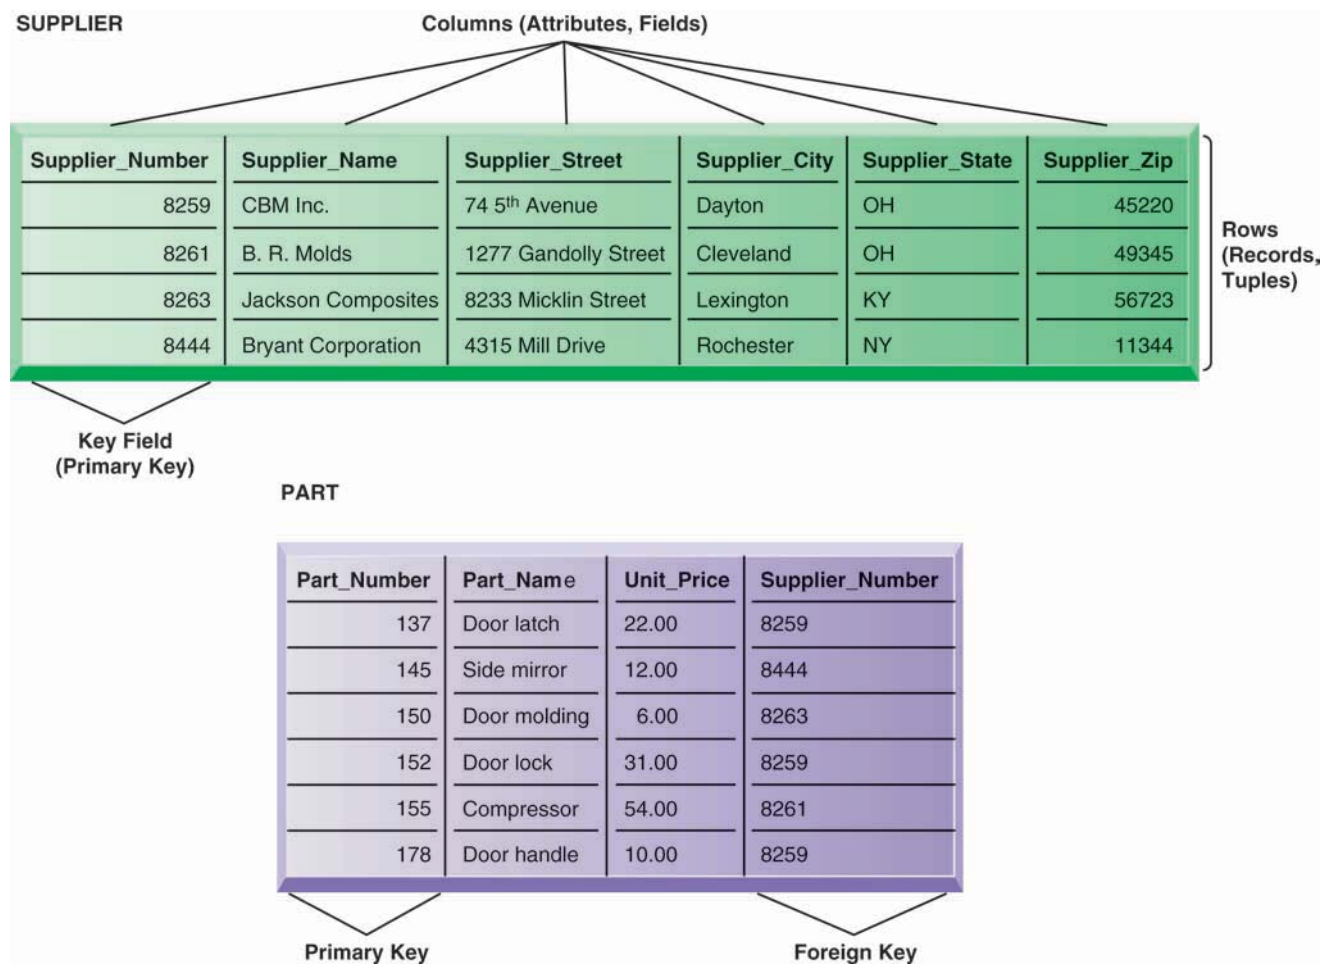 SUPPLIER
Columns (Attributes, Fields)
Supplier_Number Supplier_Name Supplier_Street Supplier_City Supplier_State Supplier_Zip
8259 CBM Inc. 74 5th Avenue Dayton OH 45220
8261 B. R. Molds 1277 Gandolly Street Cleveland OH 49345
8263 Jackson Composites 8233 Micklin Street Lexington KY 56723
8444 Bryant Corporation 4315 Mill Drive Rochester NY 11344
Rows
(Records,
Tuples)
Key Field
(Primary Key)
PART
Part_Number Part_Name Unit_Price Supplier_Number
137 Door latch 22.00 8259
145 Side mirror 12.00 8444
150 Door molding 6.00 8263
152 Door lock 31.00 8259
155 Compressor 54.00 8261
178 Door handle 10.00 8259
Primary Key
Foreign Key